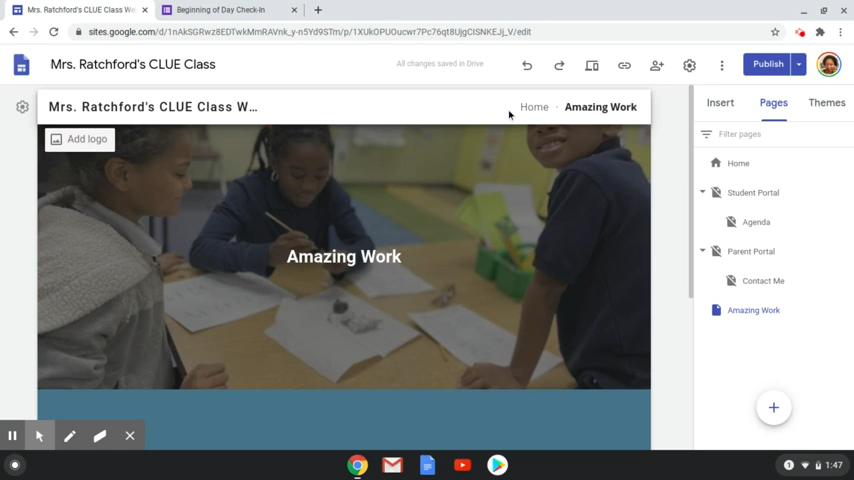 Mrs. Ratchford's CLUE Class We
Beginning of Day Check-In
sites.google.com/d/1nAkSGRwz8EDTwkMmRAVnk_y-n5Yd9STm/p/1XUkOPUOucwr7Pc76qt8UjgCISNKEJj_V/edit
Mrs. Ratchford's CLUE Class
All changes saved in Drive
Publish
Mrs. Ratchford's CLUE Class W...
Home
Amazing Work
Insert
Pages
Themes
Add logo
Filter pages
Home
Student Portal
Agenda
Parent Portal
Contact Me
Amazing Work
Amazing Work
1
1:47